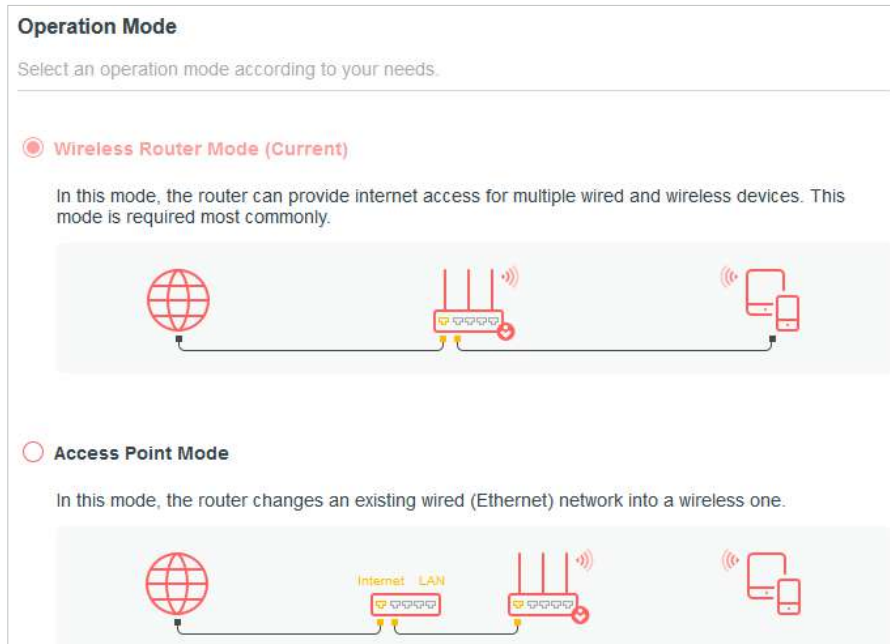 Operation Mode
Select an operation mode according to your needs.
Wireless Router Mode (Current)
In this mode, the router can provide internet access for multiple wired and wireless devices. This
mode is required most commonly.
Access Point Mode
In this mode, the router changes an existing wired (Ethernet) network into a wireless one.
Internet LAN